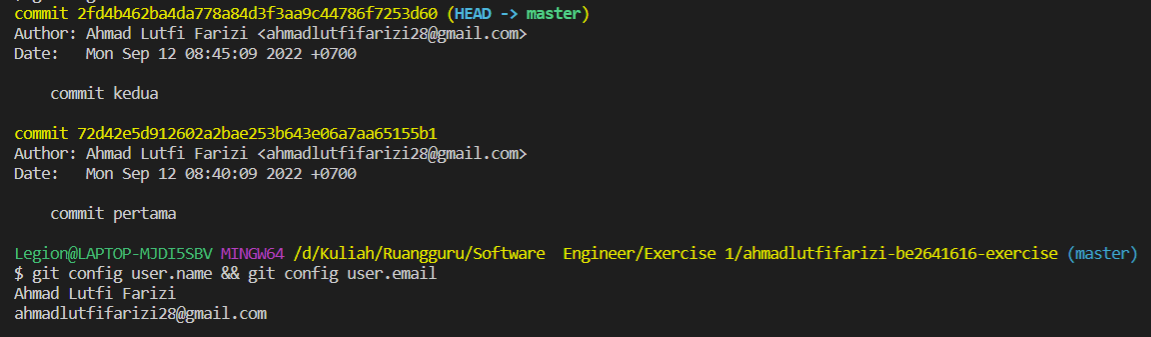 commit 2fd4b462ba4da778a84d3f3aa9c44786f7253d60 (HEAD -> master)
Author: Ahmad Lutfi Farizi <ahmadlutfifarizi28@gmail.com>
Date:   Mon Sep 12 08:45:09 2022 +0700
    commit kedua
commit 72d42e5d912602a2bae253b643e06a7aa65155b1
Author: Ahmad Lutfi Farizi <ahmadlutfifarizi28@gmail.com>
Date:   Mon Sep 12 08:40:09 2022 +0700
    commit pertama
Legion@LAPTOP-MJDI5SBV MINGW64 /d/Kuliah/Ruangguru/Software  Engineer/Exercise 1/ahmadlutfifarizi-be2641616-exercise (master)
$ git config user.name && git config user.email
Ahmad Lutfi Farizi
ahmadlutfifarizi28@gmail.com